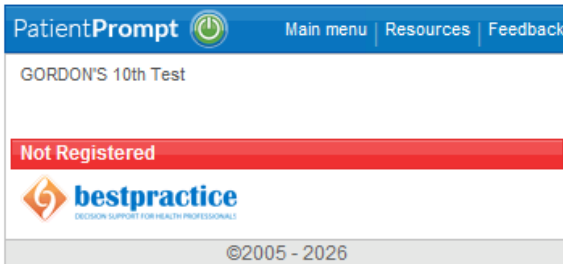 PatientPrompt Main menu | Resources | Feedback
GORDON'S 10th Test
Not Registered
bestpractice
DECISION SUPPORT FOR HEALTH PROFESSIONALS
©2005 - 2026